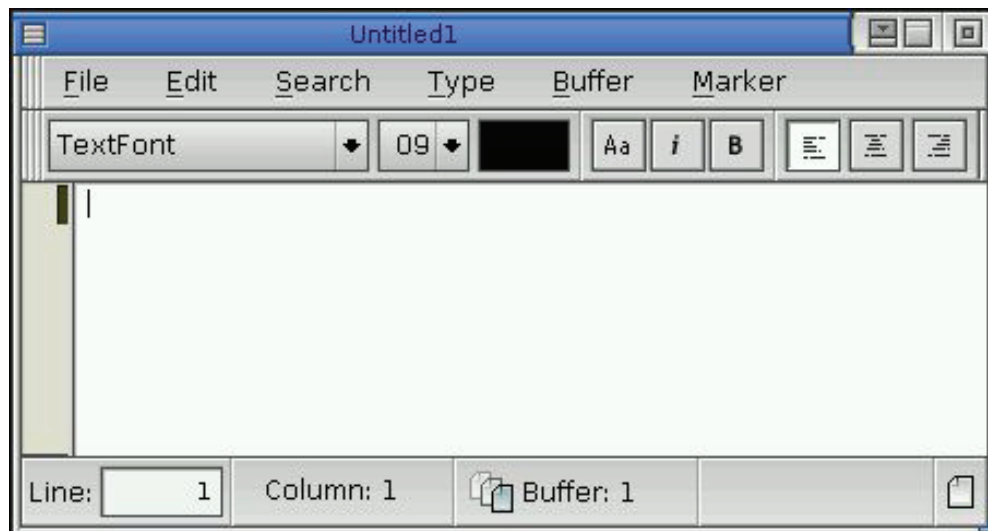 Untitled1
File Edit Search Type Buffer Marker
TextFont 09 Aa i B
Line: 1 Column: 1 Buffer: 1